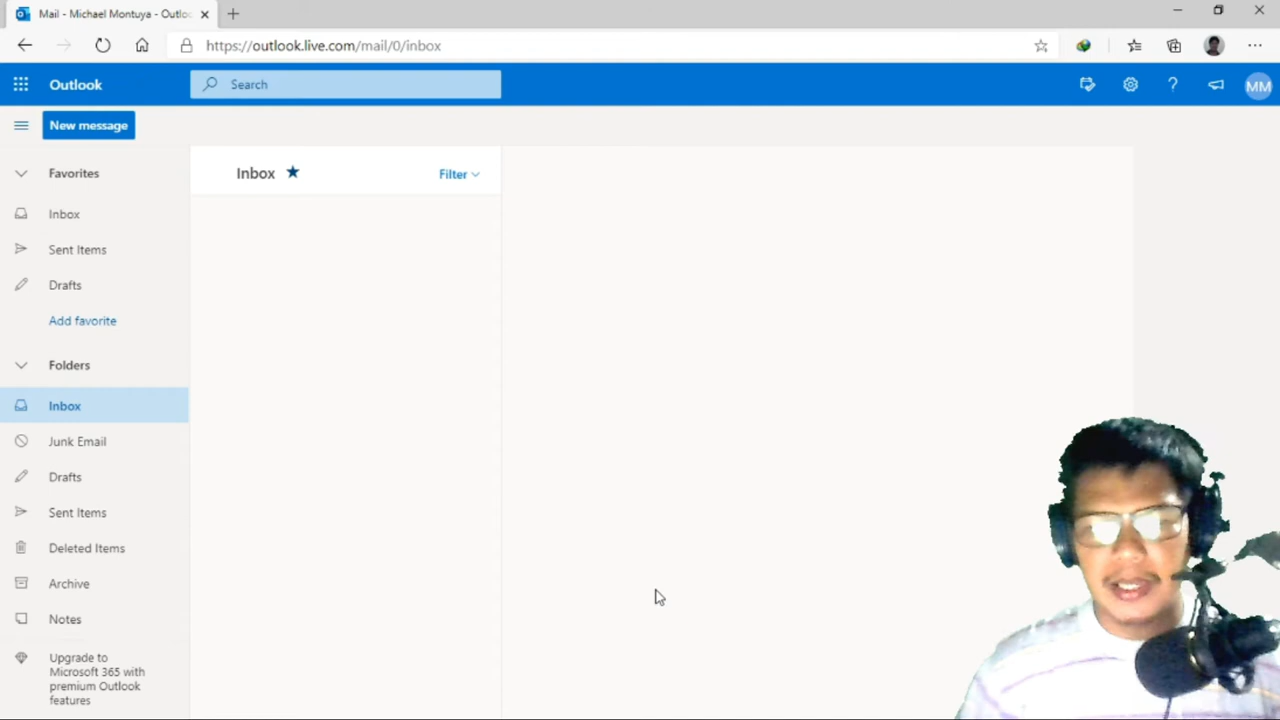 Mail - Michael Montuya - Outlo
https://outlook.live.com/mail/0/inbox
Outlook
Search
MM
New message
Favorites
Inbox
Sent Items
Drafts
Add favorite
Folders
Inbox
Junk Email
Drafts
Sent Items
Deleted Items
Archive
Notes
Upgrade to
Microsoft 365 with
premium Outlook
features
Inbox
Filter